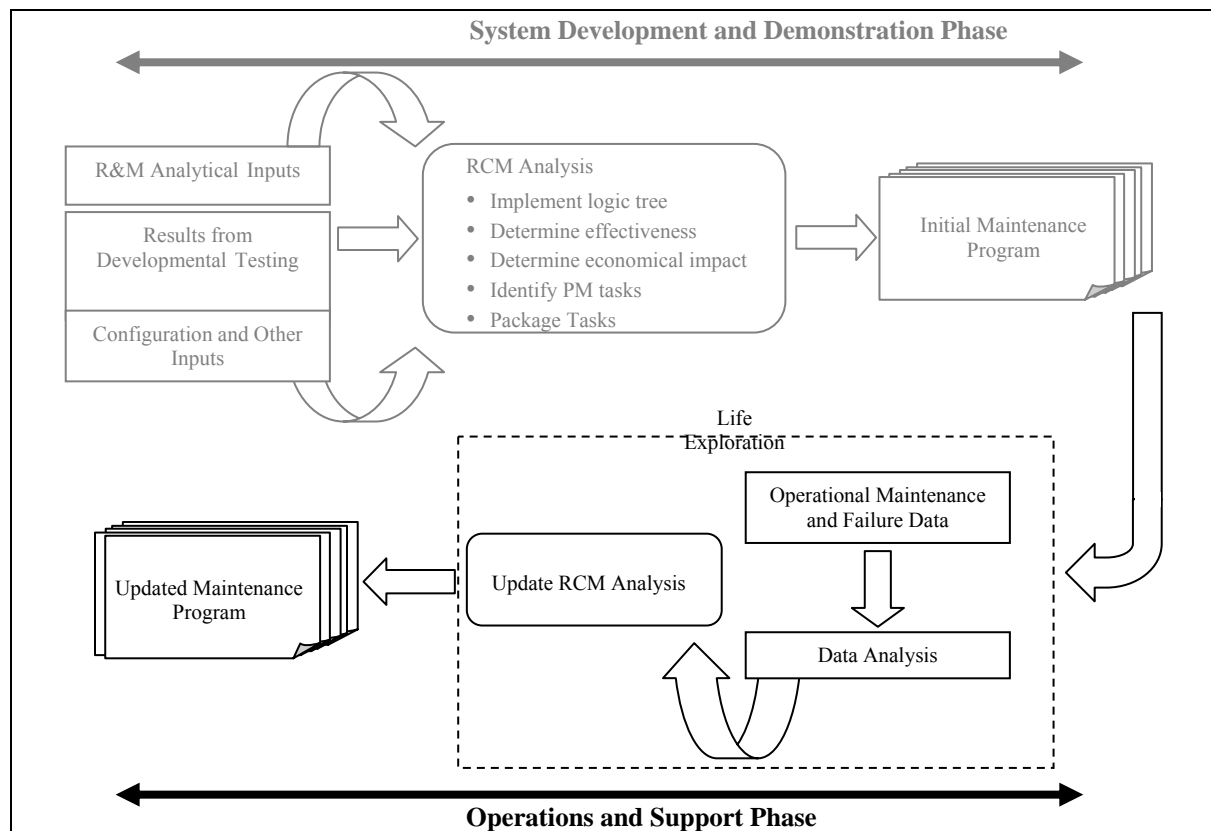 System Development and Demonstration Phase
R&M Analytical Inputs
Results from
Developmental Testing
Configuration and Other
Inputs
RCM Analysis
• Implement logic tree
• Determine effectiveness
• Determine economical impact
• Identify PM tasks
• Package Tasks
Initial Maintenance
Program
Life
Exploration
Operational Maintenance
and Failure Data
Data Analysis
Update RCM Analysis
Updated Maintenance
Program
Operations and Support Phase